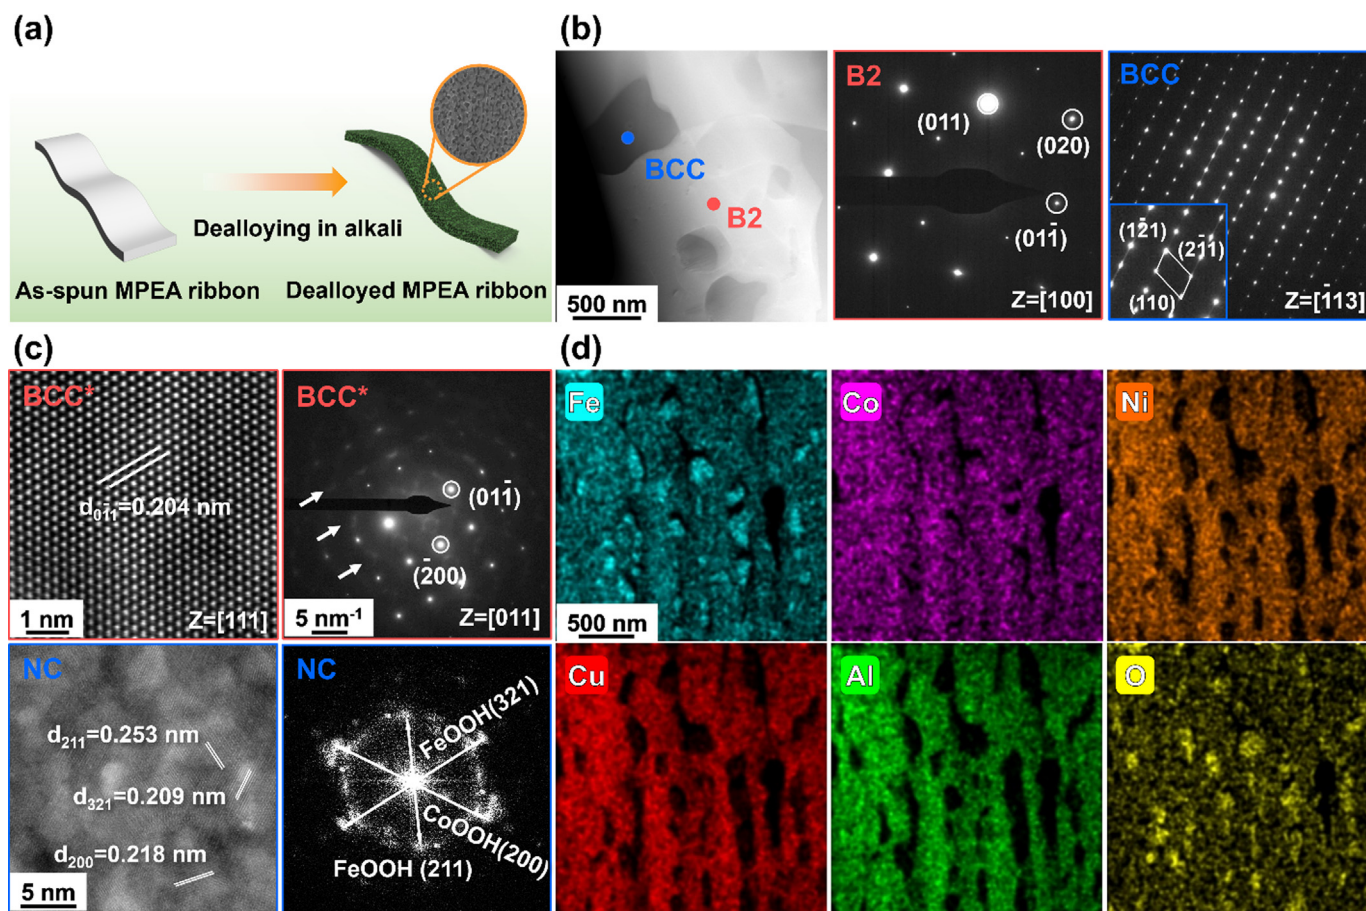 (a)
Dealloying in alkali
As-spun MPEA ribbon
Dealloyed MPEA ribbon
(b)
BCC
B2
500 nm
B2
(011)
(020)
(011̄)
Z=[100]
BCC
(12̄1)
(21̄1)
(110)
Z=[1̄13]
(c)
BCC*
d01̄1=0.204 nm
1 nm
Z=[111]
BCC*
(011̄)
(2̄00)
5 nm-1
Z=[011]
NC
d211=0.253 nm
d321=0.209 nm
d200=0.218 nm
5 nm
NC
FeOOH(321)
CoOOH(200)
FeOOH (211)
(d)
Fe
500 nm
Co
Ni
Cu
Al
O